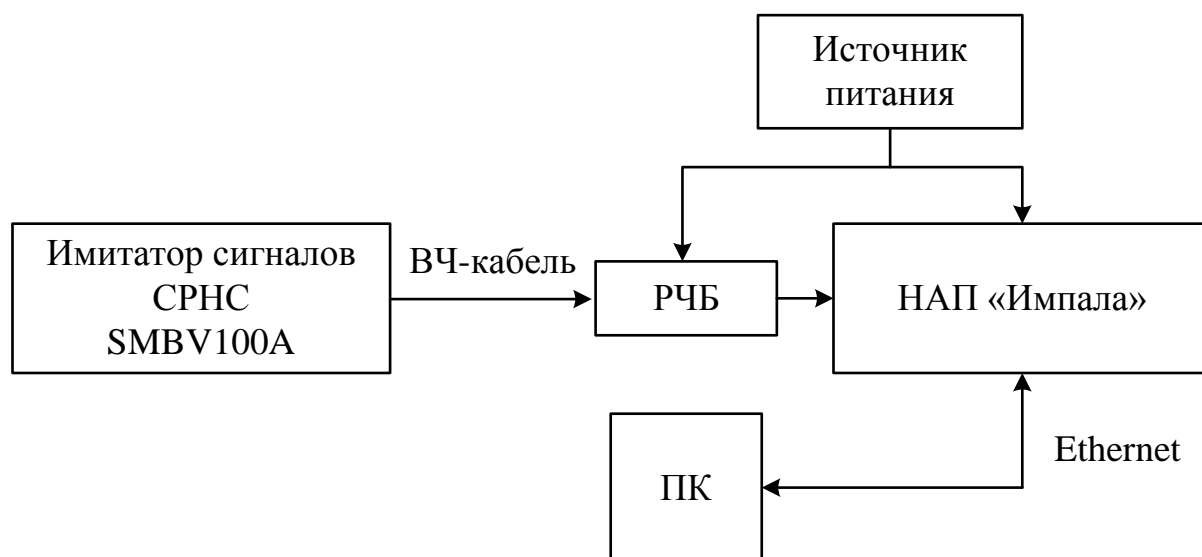 Источник
питания
Имитатор сигналов
СРНС
SMBV100A
ВЧ-кабель
РЧБ
НАП «Импала»
Ethernet
ПК